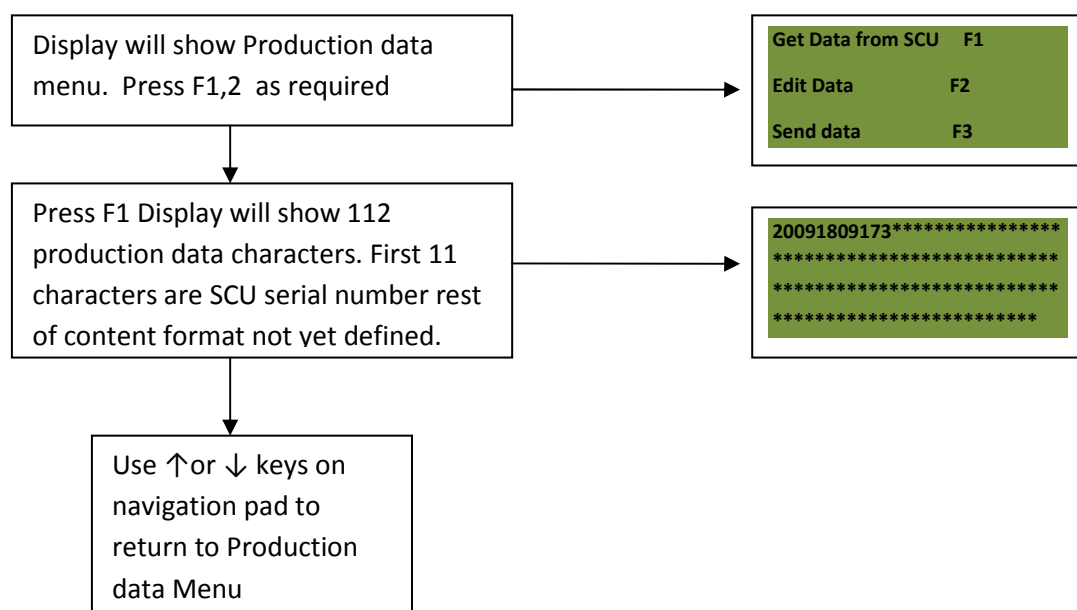 Display will show Production data
menu.  Press F1,2  as required
Get Data from SCU    F1
Edit Data    F2
Send data    F3
Press F1 Display will show 112
production data characters. First 11
characters are SCU serial number rest
of content format not yet defined.
20091809173****************
***************************
***************************
*************************
Use ↑or ↓ keys on
navigation pad to
return to Production
data Menu